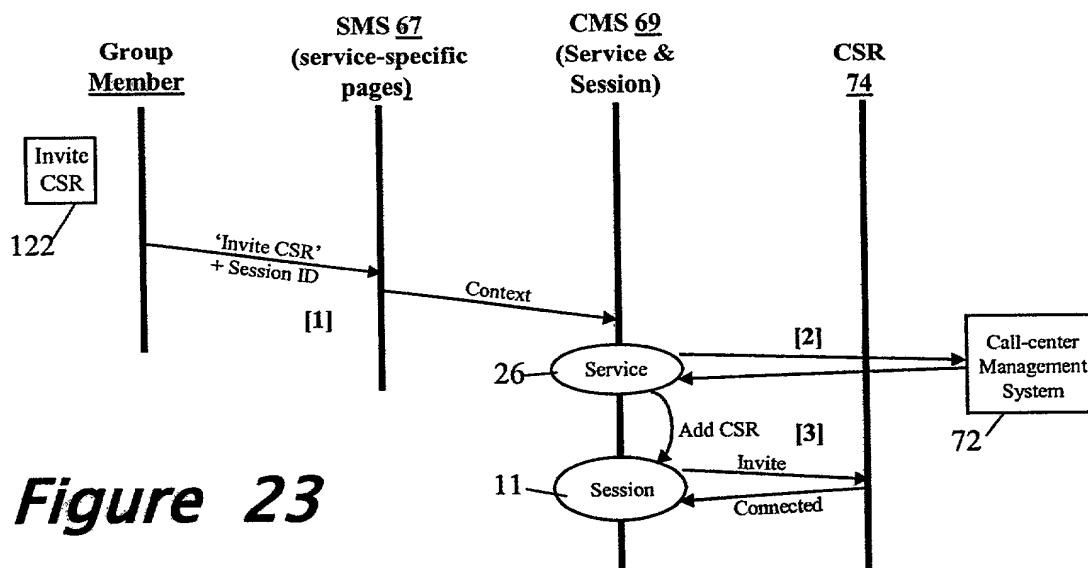 Group
Member
SMS 67
(service-specific
pages)
CMS 69
(Service &
Session)
CSR
74
Invite
CSR
122
'Invite CSR'
+ Session ID
[1]
Context
[2]
Service
26
Call-center
Management
System
72
Add CSR
[3]
Invite
Session
11
Connected
Figure 23